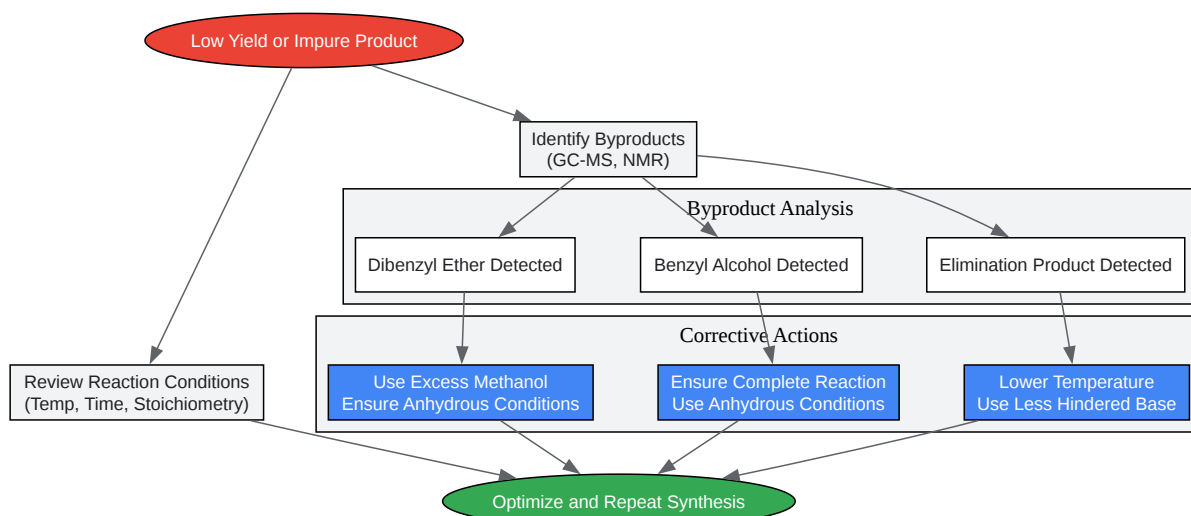 Low Yield or Impure Product
Identify Byproducts
(GC-MS, NMR)
Byproduct Analysis
Dibenzyl Ether Detected
Benzyl Alcohol Detected
Elimination Product Detected
Corrective Actions
Review Reaction Conditions
(Temp, Time, Stoichiometry)
Use Excess Methanol
Ensure Anhydrous Conditions
Ensure Complete Reaction
Use Anhydrous Conditions
Lower Temperature
Use Less Hindered Base
Optimize and Repeat Synthesis